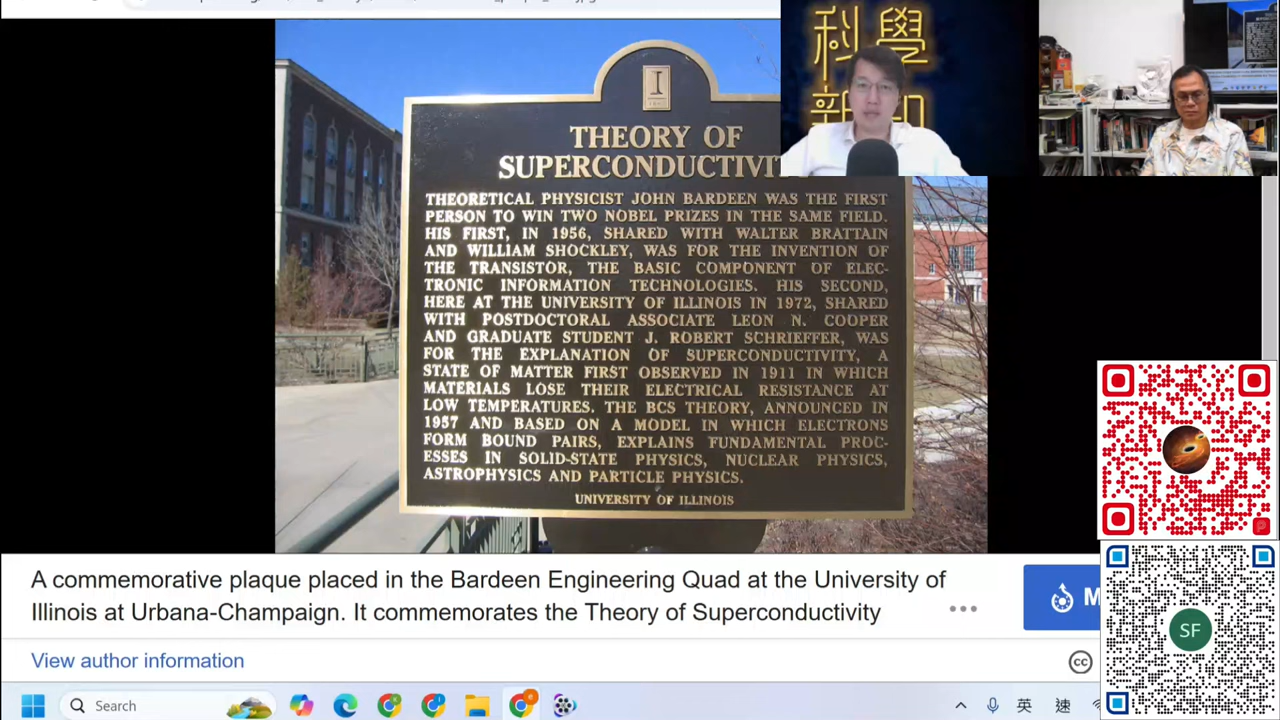 I
THEORY OF
SUPERCONDUCTIVI
THEORETICAL PHYSICIST JOHN BARDEEN WAS THE FIRST
PERSON TO WIN TWO NOBEL PRIZES IN THE SAME FIELD.
HIS FIRST, IN 1956, SHARED WITH WALTER BRATTAIN
AND WILLIAM SHOCKLEY, WAS FOR THE INVENTION OF
THE TRANSISTOR, THE BASIC COMPONENT OF ELEC-
TRONIC INFORMATION TECHNOLOGIES. HIS SECOND,
HERE AT THE UNIVERSITY OF ILLINOIS IN 1972, SHARED
WITH POSTDOCTORAL ASSOCIATE LEON N. COOPER
AND GRADUATE STUDENT J. ROBERT SCHRIEFFER, WAS
FOR THE EXPLANATION OF SUPERCONDUCTIVITY, A
STATE OF MATTER FIRST OBSERVED IN 1911 IN WHICH
MATERIALS LOSE THEIR ELECTRICAL RESISTANCE AT
LOW TEMPERATURES. THE BCS THEORY, ANNOUNCED IN
1957 AND BASED ON A MODEL IN WHICH ELECTRONS
FORM BOUND PAIRS, EXPLAINS FUNDAMENTAL PROC-
ESSES IN SOLID-STATE PHYSICS, NUCLEAR PHYSICS,
ASTROPHYSICS AND PARTICLE PHYSICS.
UNIVERSITY OF ILLINOIS
科學
新知
A commemorative plaque placed in the Bardeen Engineering Quad at the University of
Illinois at Urbana-Champaign. It commemorates the Theory of Superconductivity
M
View author information
cc
SF
Search
英
速